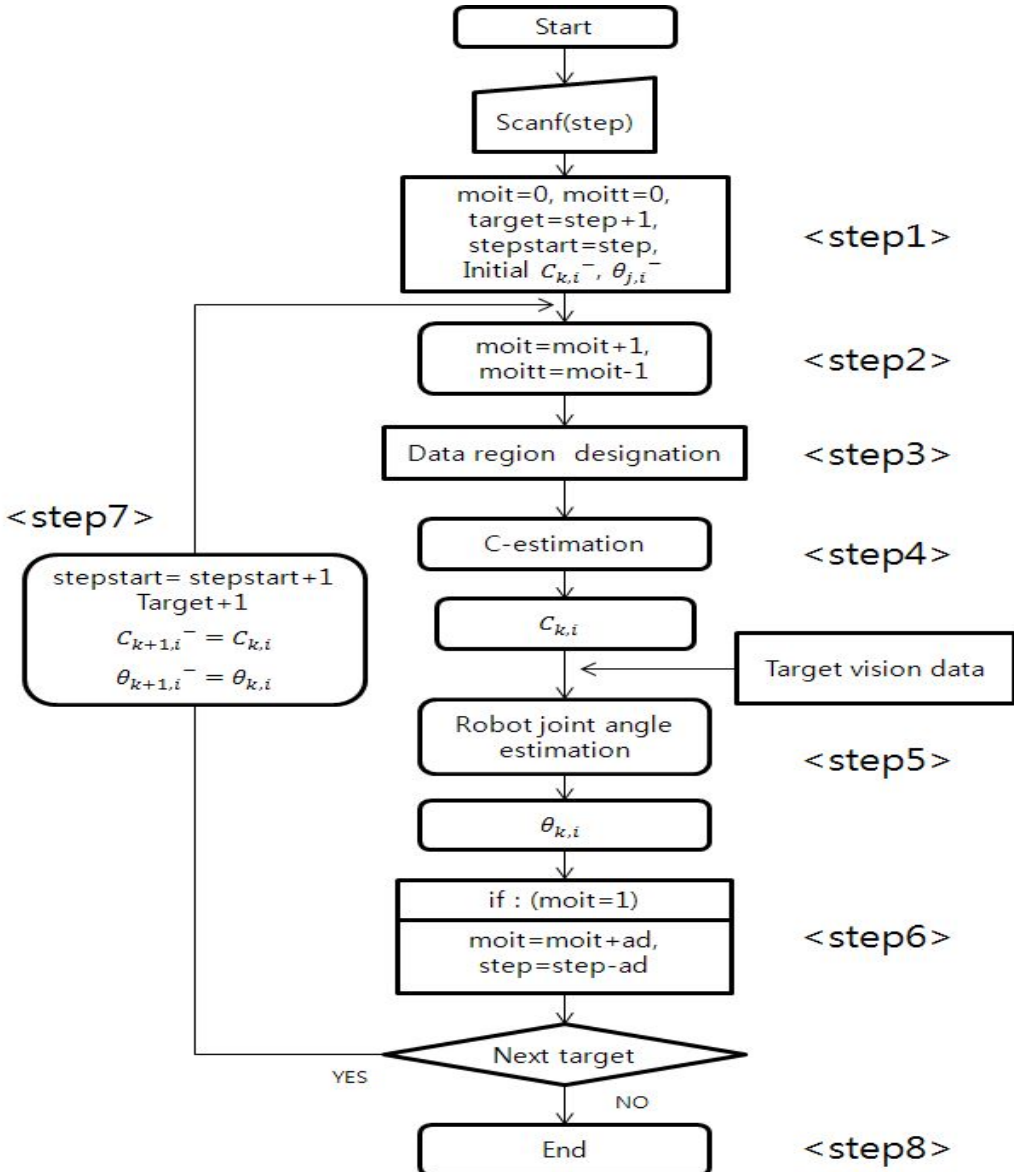 Start
Scanf(step)
moit=0, moitt=0,
target=step+1,
stepstart=step,
Initial C_{k,i}^-, θ_{j,i}^-
<step1>
moit=moit+1,
moitt=moit-1
<step2>
Data region designation
<step3>
C-estimation
<step4>
C_{k,i}
Target vision data
Robot joint angle
estimation
<step5>
θ_{k,i}
if : (moit=1)
moit=moit+ad,
step=step-ad
<step6>
Next target
YES
NO
<step7>
stepstart= stepstart+1
Target+1
C_{k+1,i}^- = C_{k,i}
θ_{k+1,i}^- = θ_{k,i}
End
<step8>